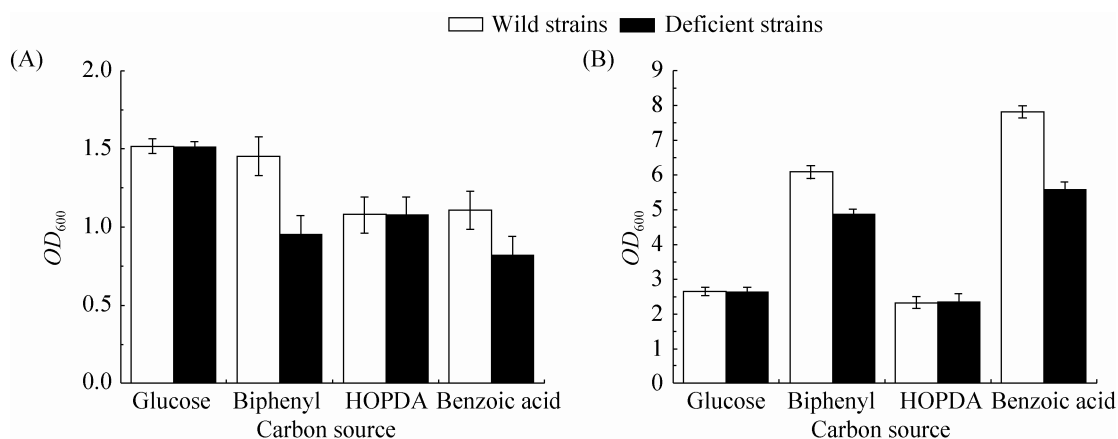 Wild strains Deficient strains
(A)
2.0
1.5
1.0
0.5
0.0
OD600
Glucose Biphenyl HOPDA Benzoic acid
Carbon source
(B)
9
8
7
6
5
4
3
2
1
0
OD600
Glucose Biphenyl HOPDA Benzoic acid
Carbon source